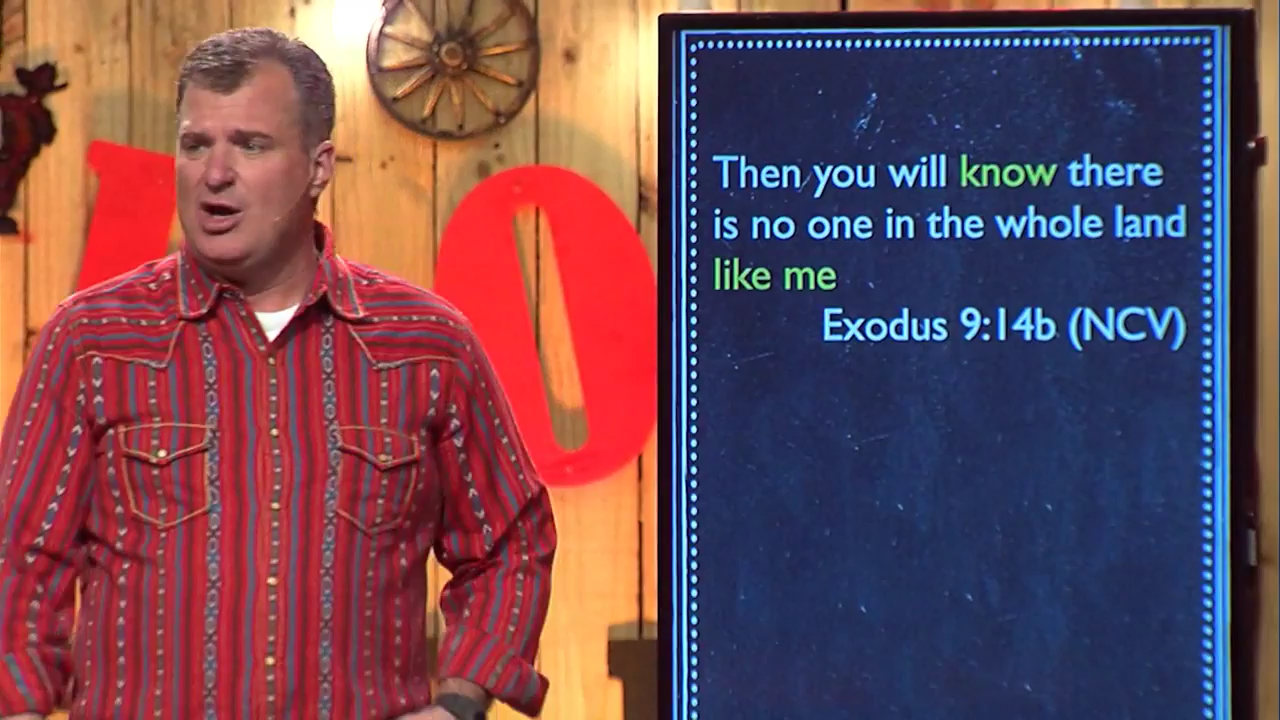 Then you will know there
is no one in the whole land
like me
Exodus 9:14b (NCV)